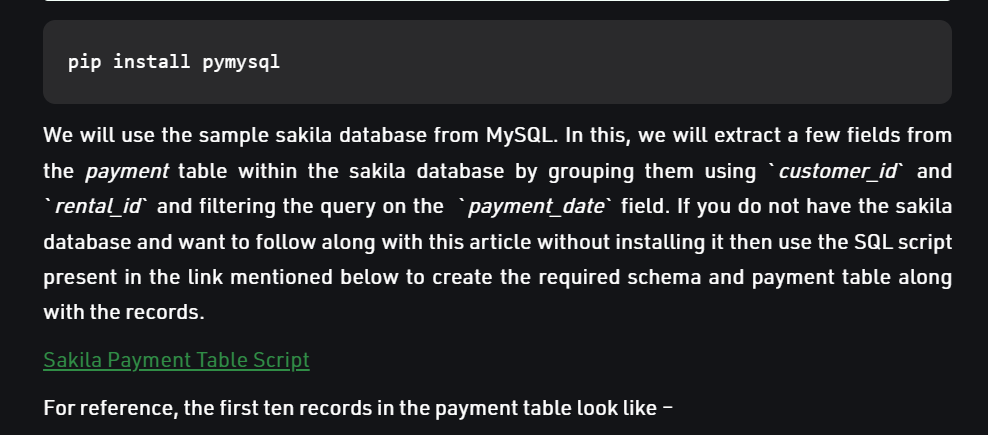 pip install pymysql
We will use the sample sakila database from MySQL. In this, we will extract a few fields from
the payment table within the sakila database by grouping them using `customer_id` and
`rental_id` and filtering the query on the `payment_date` field. If you do not have the sakila
database and want to follow along with this article without installing it then use the SQL script
present in the link mentioned below to create the required schema and payment table along
with the records.
Sakila Payment Table Script
For reference, the first ten records in the payment table look like –